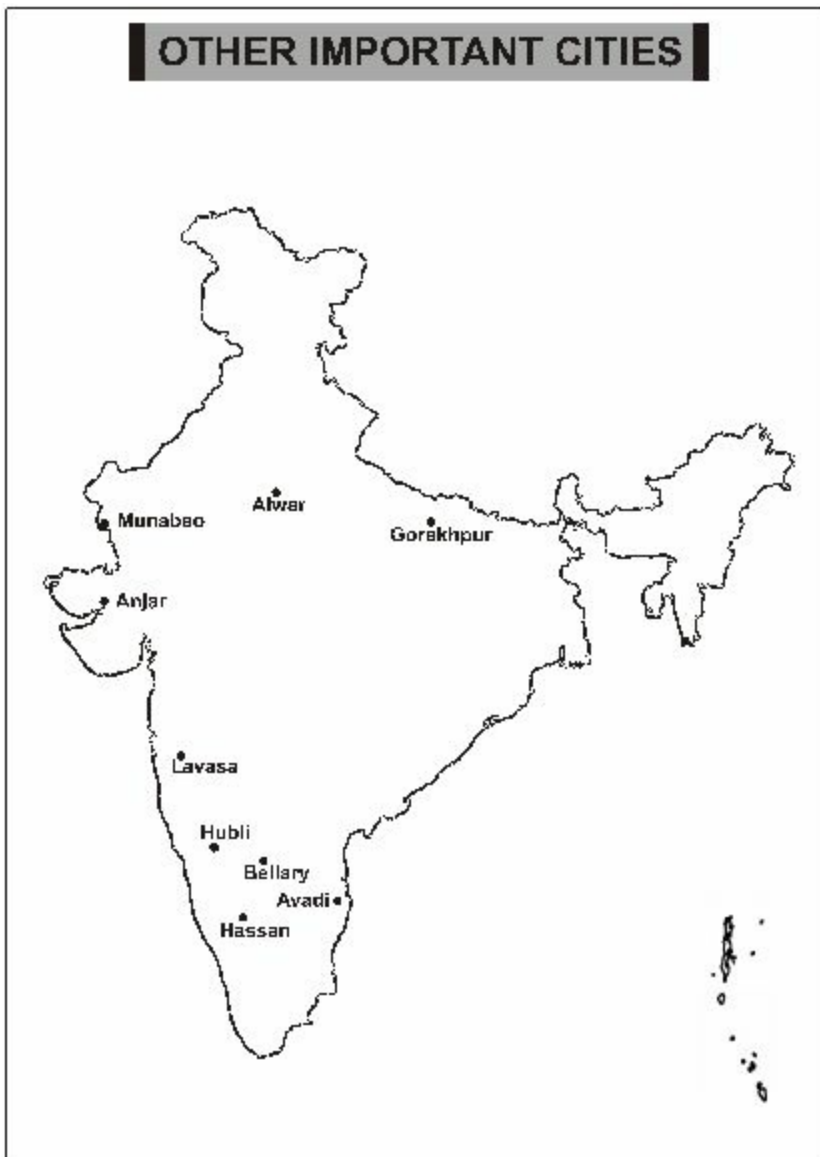 OTHER IMPORTANT CITIES
Alwar
Munabao
Gorakhpur
Anjar
Lavasa
Hubli
Bellary
Avadi
Hassan